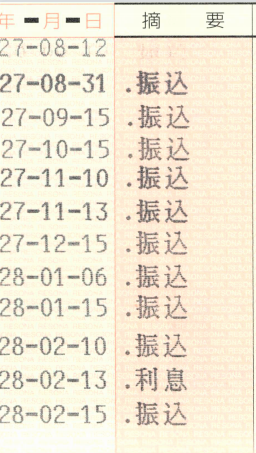 年-月-日 摘 要
27-08-12
27-08-31 .振込
27-09-15 .振込
27-10-15 .振込
27-11-10 .振込
27-11-13 .振込
27-12-15 .振込
28-01-06 .振込
28-01-15 .振込
28-02-10 .振込
28-02-13 .利息
28-02-15 .振込